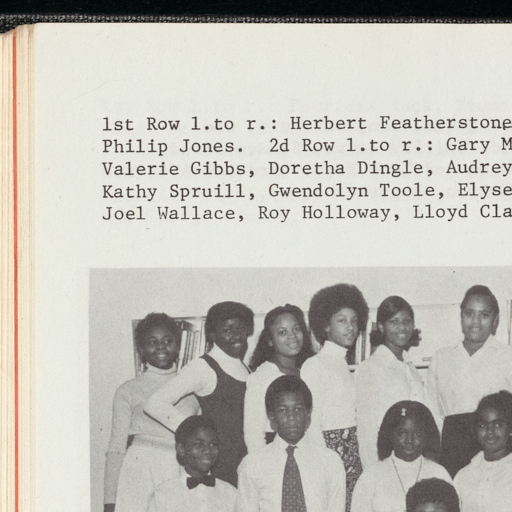 1st Row l.to r.: Herbert Featherstone
Philip Jones. 2d Row l.to r.: Gary M
Valerie Gibbs, Doretha Dingle, Audrey
Kathy Spruill, Gwendolyn Toole, Elyse
Joel Wallace, Roy Holloway, Lloyd Cla